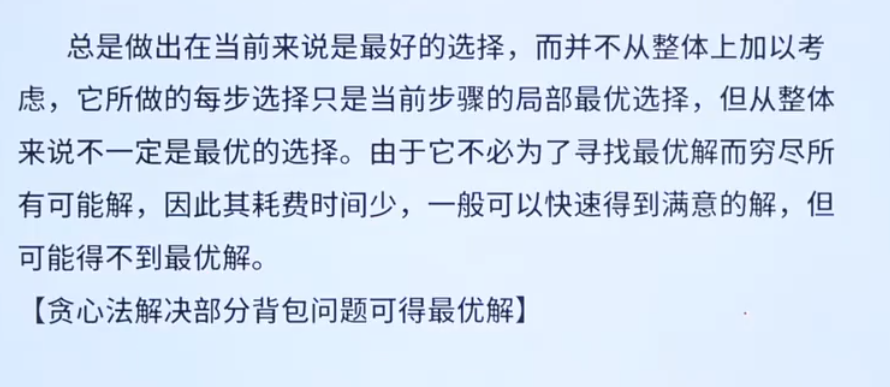 总是做出在当前来说是最好的选择，而并不从整体上加以考
虑，它所做的每步选择只是当前步骤的局部最优选择，但从整体
来说不一定是最优的选择。由于它不必为了寻找最优解而穷尽所
有可能解，因此其耗费时间少，一般可以快速得到满意的解，但
可能得不到最优解。
【贪心法解决部分背包问题可得最优解】